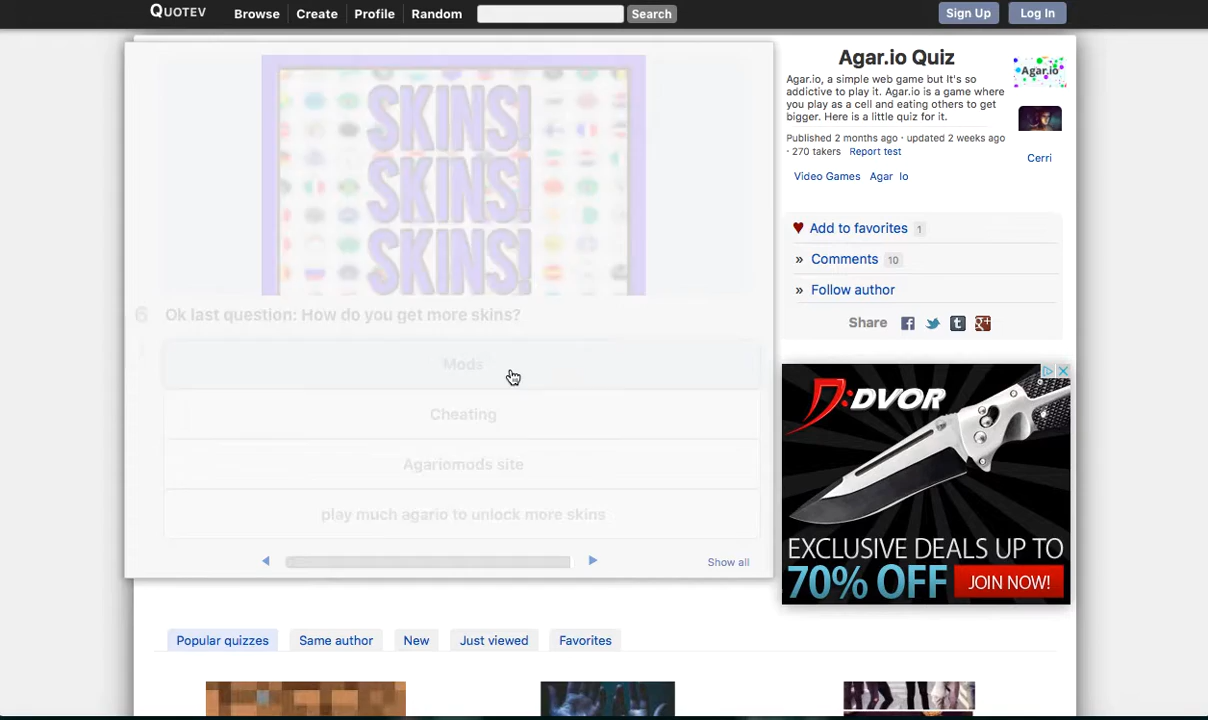 QUOTEV Browse Create Profile Random Search Sign Up Log In
SKINS!
SKINS!
SKINS!
6 Ok last question: How do you get more skins?
Mods
Cheating
Agariomods site
play much agario to unlock more skins
Show all
Agar.io Quiz
Agar.io, a simple web game but It's so
addictive to play it. Agar.io is a game where
you play as a cell and eating others to get
bigger. Here is a little quiz for it.
Published 2 months ago · updated 2 weeks ago
· 270 takers Report test
Video Games Agar Io
Agar.io
Cerri
Add to favorites 1
» Comments 10
» Follow author
Share f t g+
DVOR
EXCLUSIVE DEALS UP TO
70% OFF JOIN NOW!
Popular quizzes Same author New Just viewed Favorites